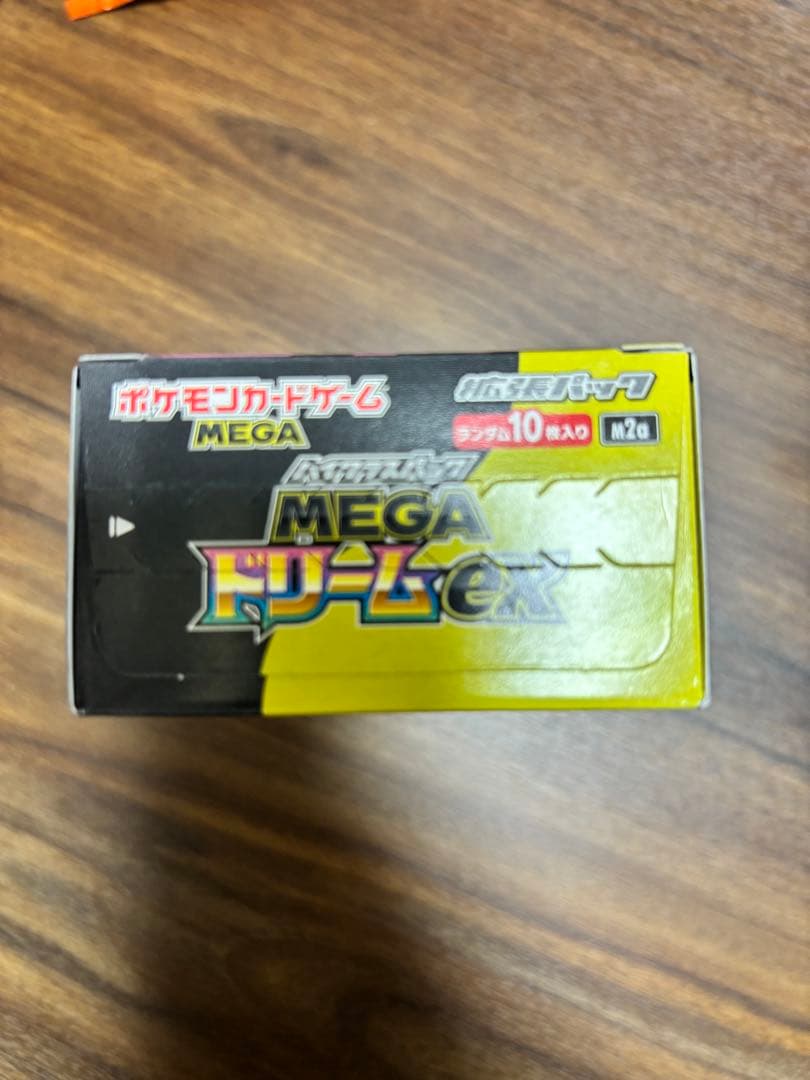 ポケモンカードゲーム
MEGA
拡張パック
ランダム10枚入り M2a
ハイクラスパック
MEGA
ドリームex